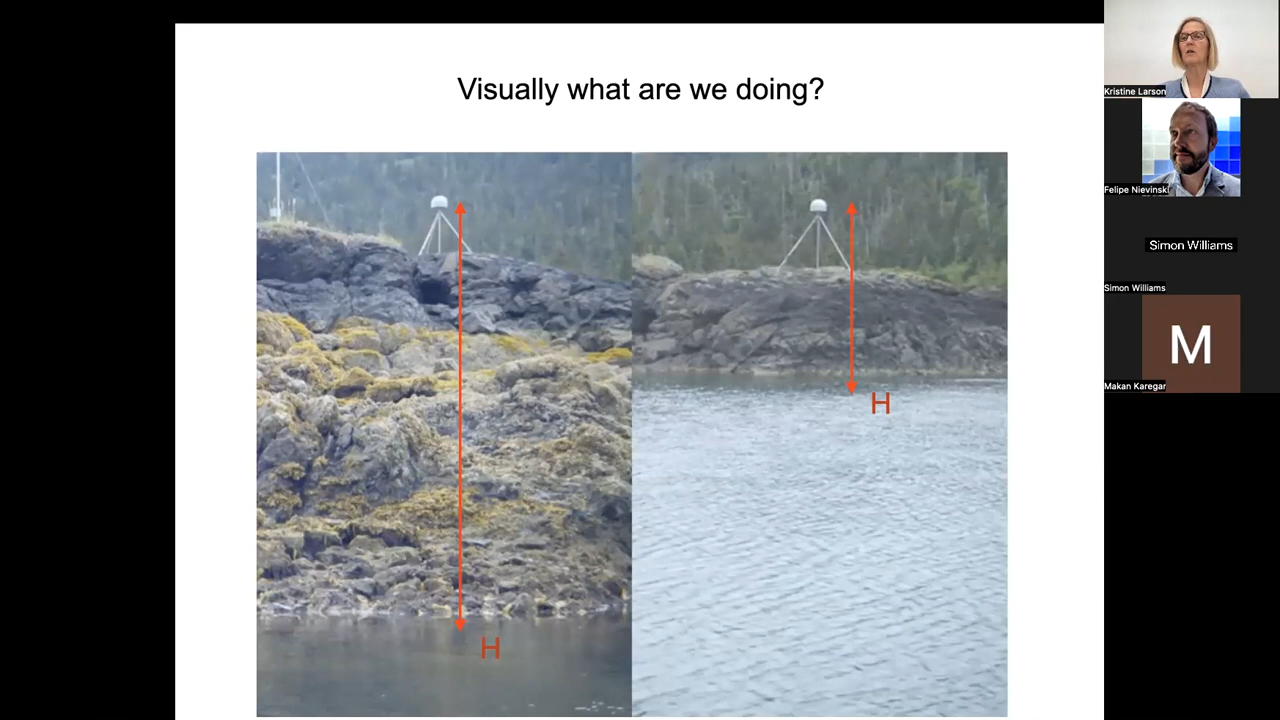 Visually what are we doing?
H
H
Kristine Larson
Felipe Nievinski
Simon Williams
Simon Williams
M
Makan Karegar